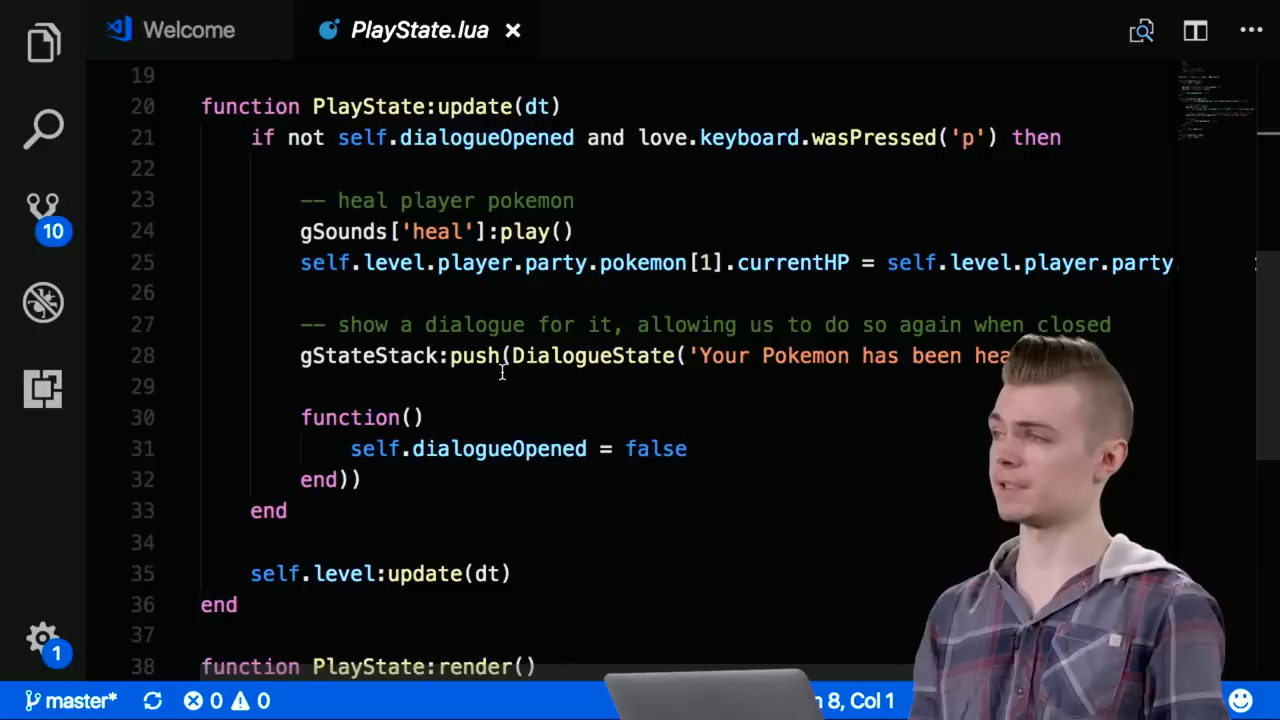 Welcome
PlayState.lua
19
20 function PlayState:update(dt)
21 if not self.dialogueOpened and love.keyboard.wasPressed('p') then
22
23 -- heal player pokemon
24 gSounds['heal']:play()
25 self.level.player.party.pokemon[1].currentHP = self.level.player.party.
26
27 -- show a dialogue for it, allowing us to do so again when closed
28 gStateStack:push(DialogueState('Your Pokemon has been hea
29
30 function()
31 self.dialogueOpened = false
32 end))
33 end
34
35 self.level:update(dt)
36 end
37
38 function PlayState:render()
10
1
master* 0 0 n 8, Col 1